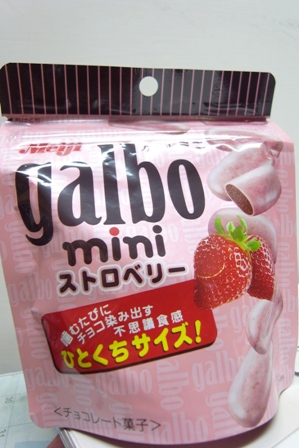 Meiji
galbo
mini
ストロベリー
噛むたびに
チョコ染み出す
不思議食感
ひとくちサイズ!
<チョコレート菓子>